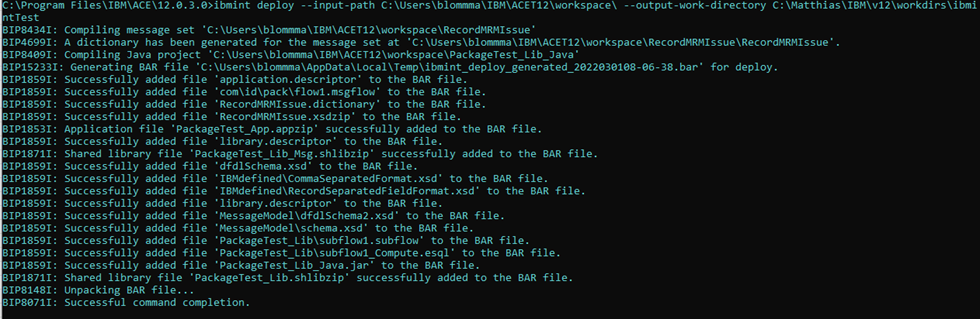 C:\Program Files\IBM\ACE\12.0.3.0>ibmint deploy --input-path C:\Users\blommma\IBM\ACET12\workspace\ --output-work-directory C:\Matthias\IBM\v12\workdirs\ibmi
ntTest
BIP8434I: Compiling message set 'C:\Users\blommma\IBM\ACET12\workspace\RecordMRMIssue'
BIP4699I: A dictionary has been generated for the message set at 'C:\Users\blommma\IBM\ACET12\workspace\RecordMRMIssue\RecordMRMIssue'.
BIP8409I: Compiling Java project 'C:\Users\blommma\IBM\ACET12\workspace\PackageTest_Lib_Java'
BIP15233I: Generating BAR file 'C:\Users\blommma\AppData\Local\Temp\ibmint_deploy_generated_2022030108-06-38.bar' for deploy.
BIP1859I: Successfully added file 'application.descriptor' to the BAR file.
BIP1859I: Successfully added file 'com\id\pack\flow1.msgflow' to the BAR file.
BIP1859I: Successfully added file 'RecordMRMIssue.dictionary' to the BAR file.
BIP1859I: Successfully added file 'RecordMRMIssue.xsdzip' to the BAR file.
BIP1853I: Application file 'PackageTest_App.appzip' successfully added to the BAR file.
BIP1859I: Successfully added file 'library.descriptor' to the BAR file.
BIP1871I: Shared library file 'PackageTest_Lib_Msg.shlibzip' successfully added to the BAR file.
BIP1859I: Successfully added file 'dfdlSchema.xsd' to the BAR file.
BIP1859I: Successfully added file 'IBMdefined\CommaSeparatedFormat.xsd' to the BAR file.
BIP1859I: Successfully added file 'IBMdefined\RecordSeparatedFieldFormat.xsd' to the BAR file.
BIP1859I: Successfully added file 'library.descriptor' to the BAR file.
BIP1859I: Successfully added file 'MessageModel\dfdlSchema2.xsd' to the BAR file.
BIP1859I: Successfully added file 'MessageModel\schema.xsd' to the BAR file.
BIP1859I: Successfully added file 'PackageTest_Lib\subflow1.subflow' to the BAR file.
BIP1859I: Successfully added file 'PackageTest_Lib\subflow1_Compute.esql' to the BAR file.
BIP1859I: Successfully added file 'PackageTest_Lib_Java.jar' to the BAR file.
BIP1871I: Shared library file 'PackageTest_Lib.shlibzip' successfully added to the BAR file.
BIP8148I: Unpacking BAR file...
BIP8071I: Successful command completion.